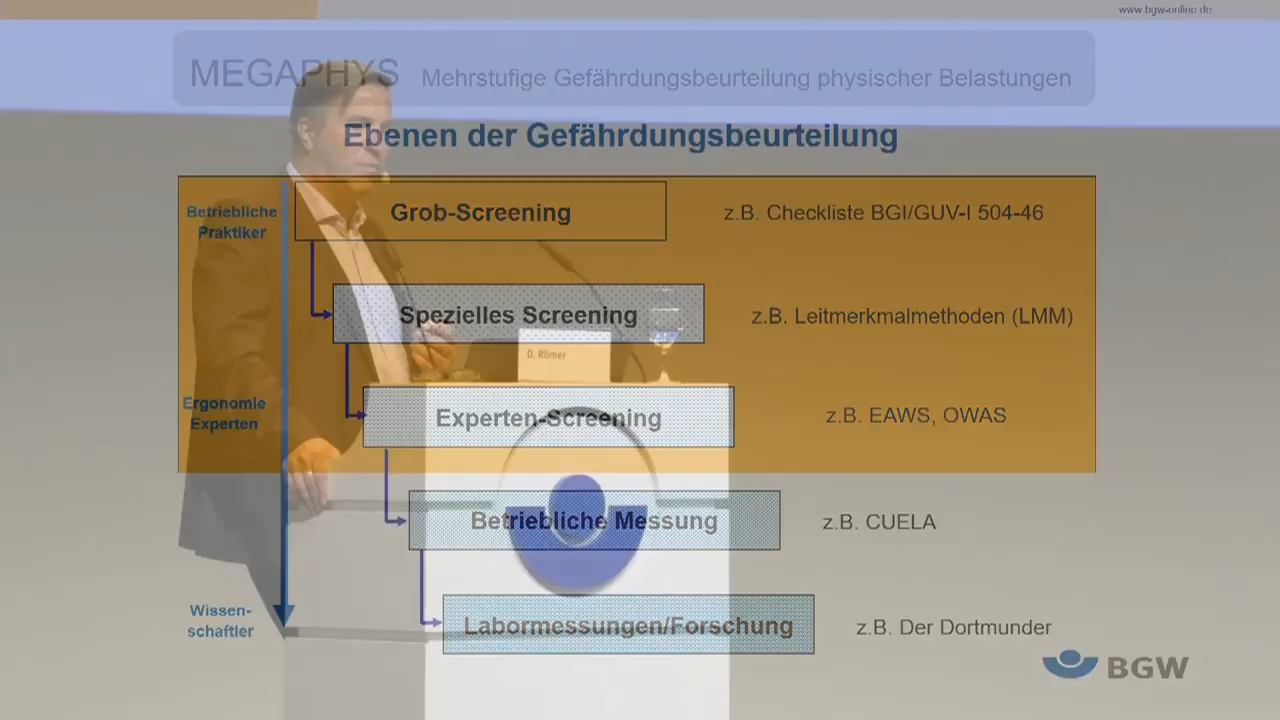 www.bgw-online.de
MEGAPHYS Mehrstufige Gefährdungsbeurteilung physischer Belastungen
Ebenen der Gefährdungsbeurteilung
Betriebliche
Praktiker
Grob-Screening
z.B. Checkliste BGI/GUV-I 504-46
Spezielles Screening
z.B. Leitmerkmalmethoden (LMM)
D. Römer
Ergonomie
Experten
Experten-Screening
z.B. EAWS, OWAS
Betriebliche Messung
z.B. CUELA
Wissen-
schaftler
Labormessungen/Forschung
z.B. Der Dortmunder
BGW